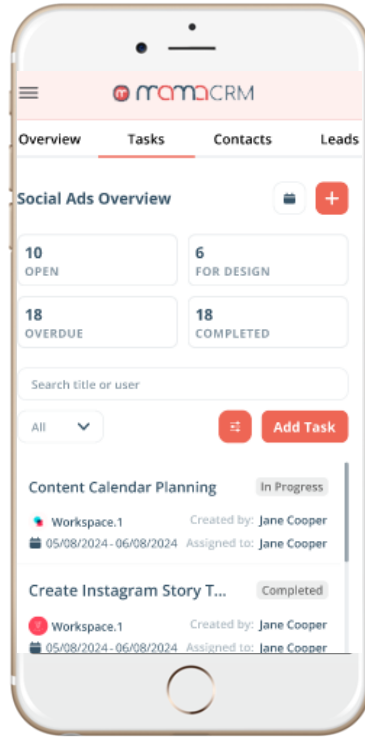 mamaCRM
Overview Tasks Contacts Leads
Social Ads Overview
10
OPEN
6
FOR DESIGN
18
OVERDUE
18
COMPLETED
Search title or user
All
Add Task
Content Calendar Planning In Progress
Workspace.1 Created by: Jane Cooper
05/08/2024 - 06/08/2024 Assigned to: Jane Cooper
Create Instagram Story T... Completed
Workspace.1 Created by: Jane Cooper
05/08/2024 - 06/08/2024 Assigned to: Jane Cooper